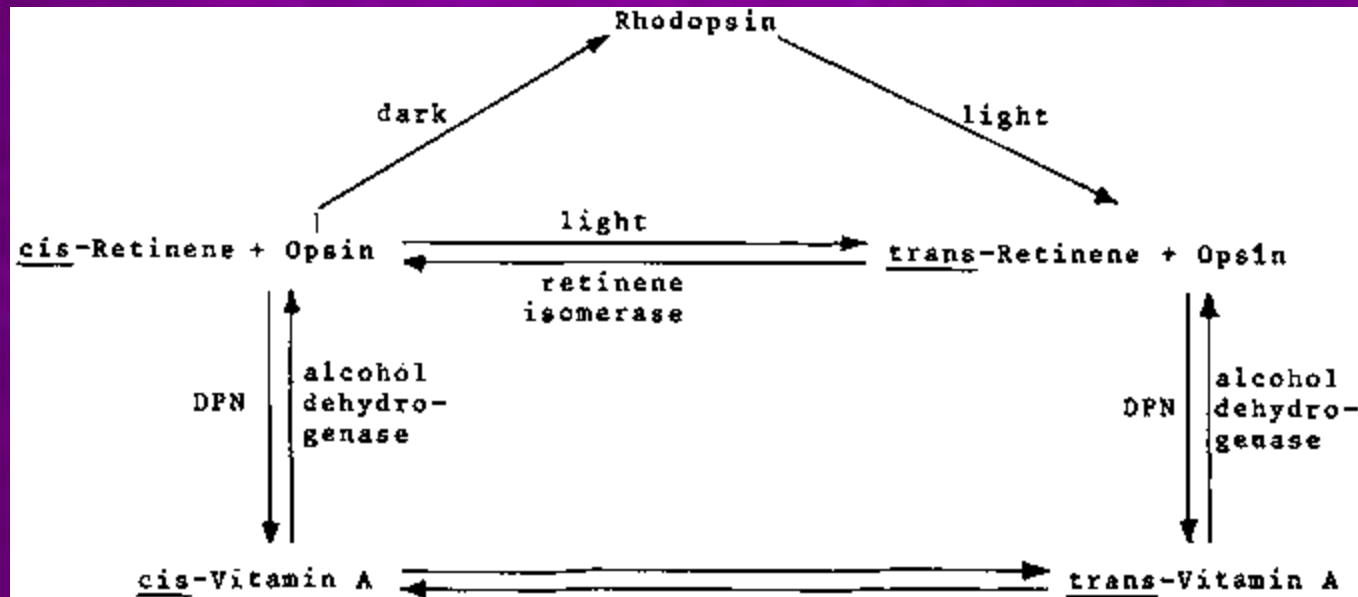 Rhodopsin
dark
light
cis-Retinene + Opsin
light
trans-Retinene + Opsin
retinene
isomerase
DPN
alcohol
dehydro-
genase
DPN
alcohol
dehydro-
genase
cis-Vitamin A
trans-Vitamin A